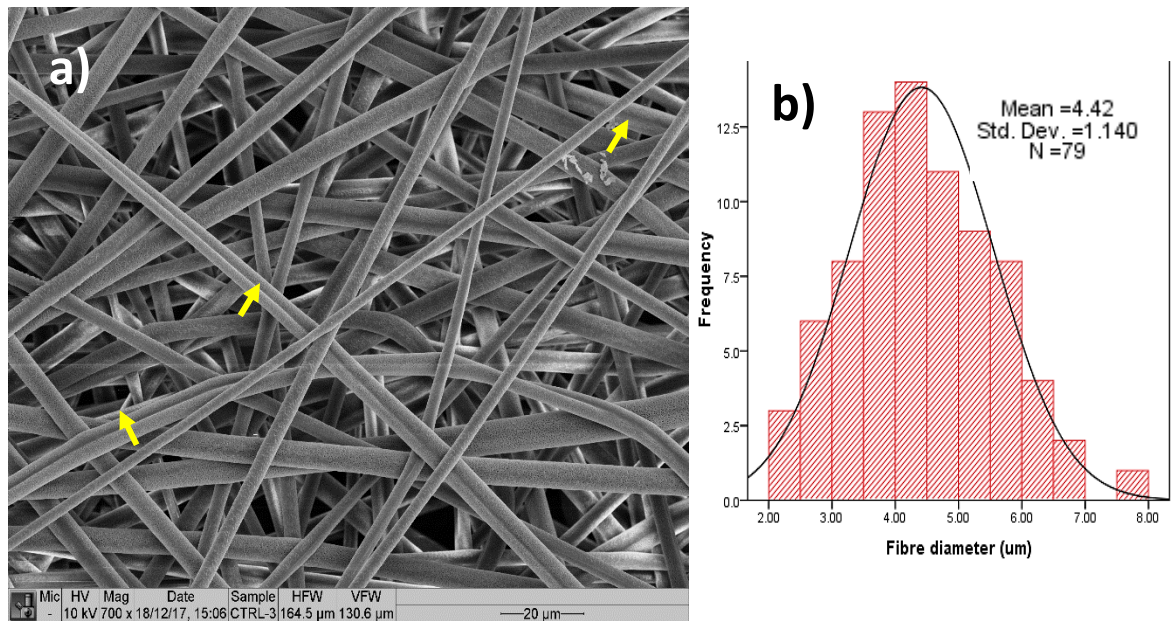 a)
Mic HV Mag Date Sample HFW VFW
- 10 kV 700 x 18/12/17, 15:06 CTRL-3 164.5 µm 130.6 µm 20 µm
b)
Mean =4.42
Std. Dev. =1.140
N =79
Frequency
12.5
10.0
7.5
5.0
2.5
0.0
2.00 3.00 4.00 5.00 6.00 7.00 8.00
Fibre diameter (um)